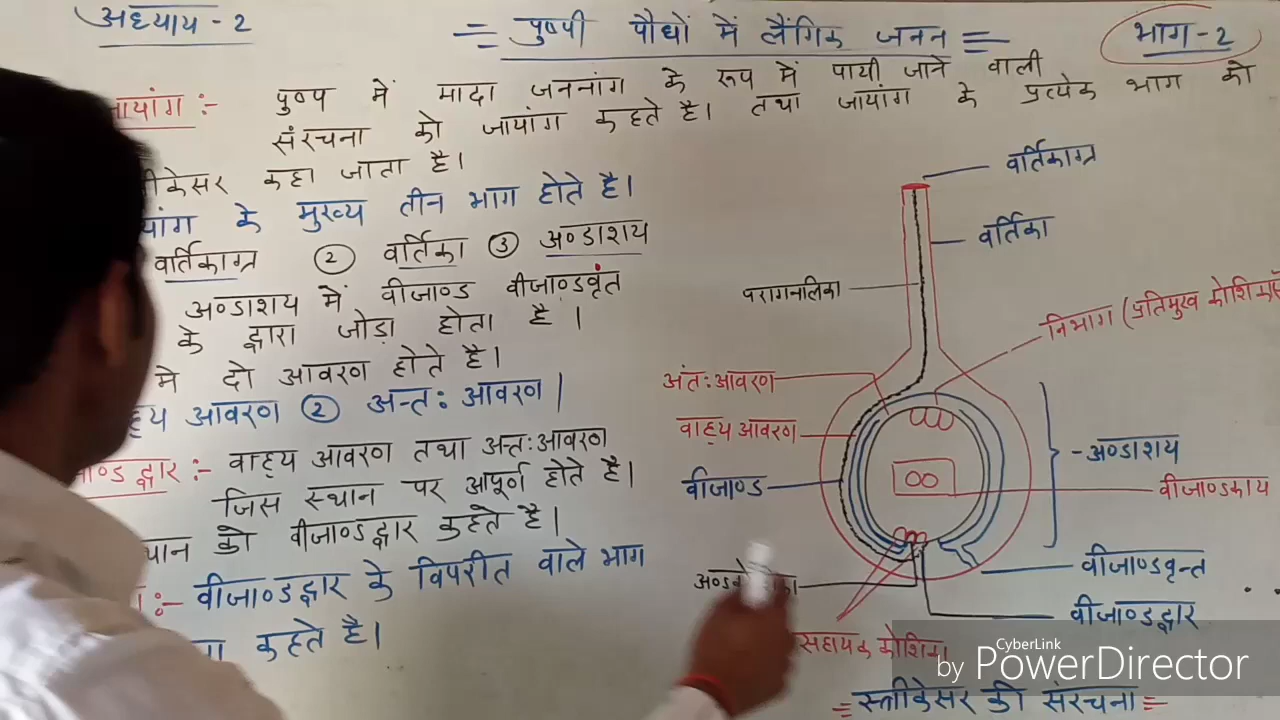 अध्याय - 2
= पुष्पी पौधों में लैंगिक जनन =
भाग - 2
पुष्प में मादा जननांग के रूप में पायी जाने वाली
संरचना को जायांग कहते है। तथा जायांग के प्रत्येक भाग को
कहा जाता है।
के मुख्य तीन भाग होते है।
वर्तिकाग्र ② वर्तिका ③ अण्डाशय
अण्डाशय में वीजाण्ड वीजाण्डवृंत
के द्वारा जोड़ा होता है।
मे दो आवरण होते है।
आवरण ② अन्तः आवरण।
द्वार :- वाह्य आवरण तथा अन्तःआवरण
जिस स्थान पर आपूर्ण होते है।
को वीजाण्डद्वार कहते है।
:- वीजाण्डद्वार के विपरीत वाले भाग
कहते है।
वर्तिकाग्र
वर्तिका
परागनलिका
निभाग (प्रतिमुख कोशिकाएँ
अंतःआवरण
वाह्य आवरण
वीजाण्ड
- अण्डाशय
वीजाण्डकाय
वीजाण्डवृन्त
वीजाण्डद्वार
सहायक
= स्त्रीकेसर की संरचना =
CyberLink
by PowerDirector